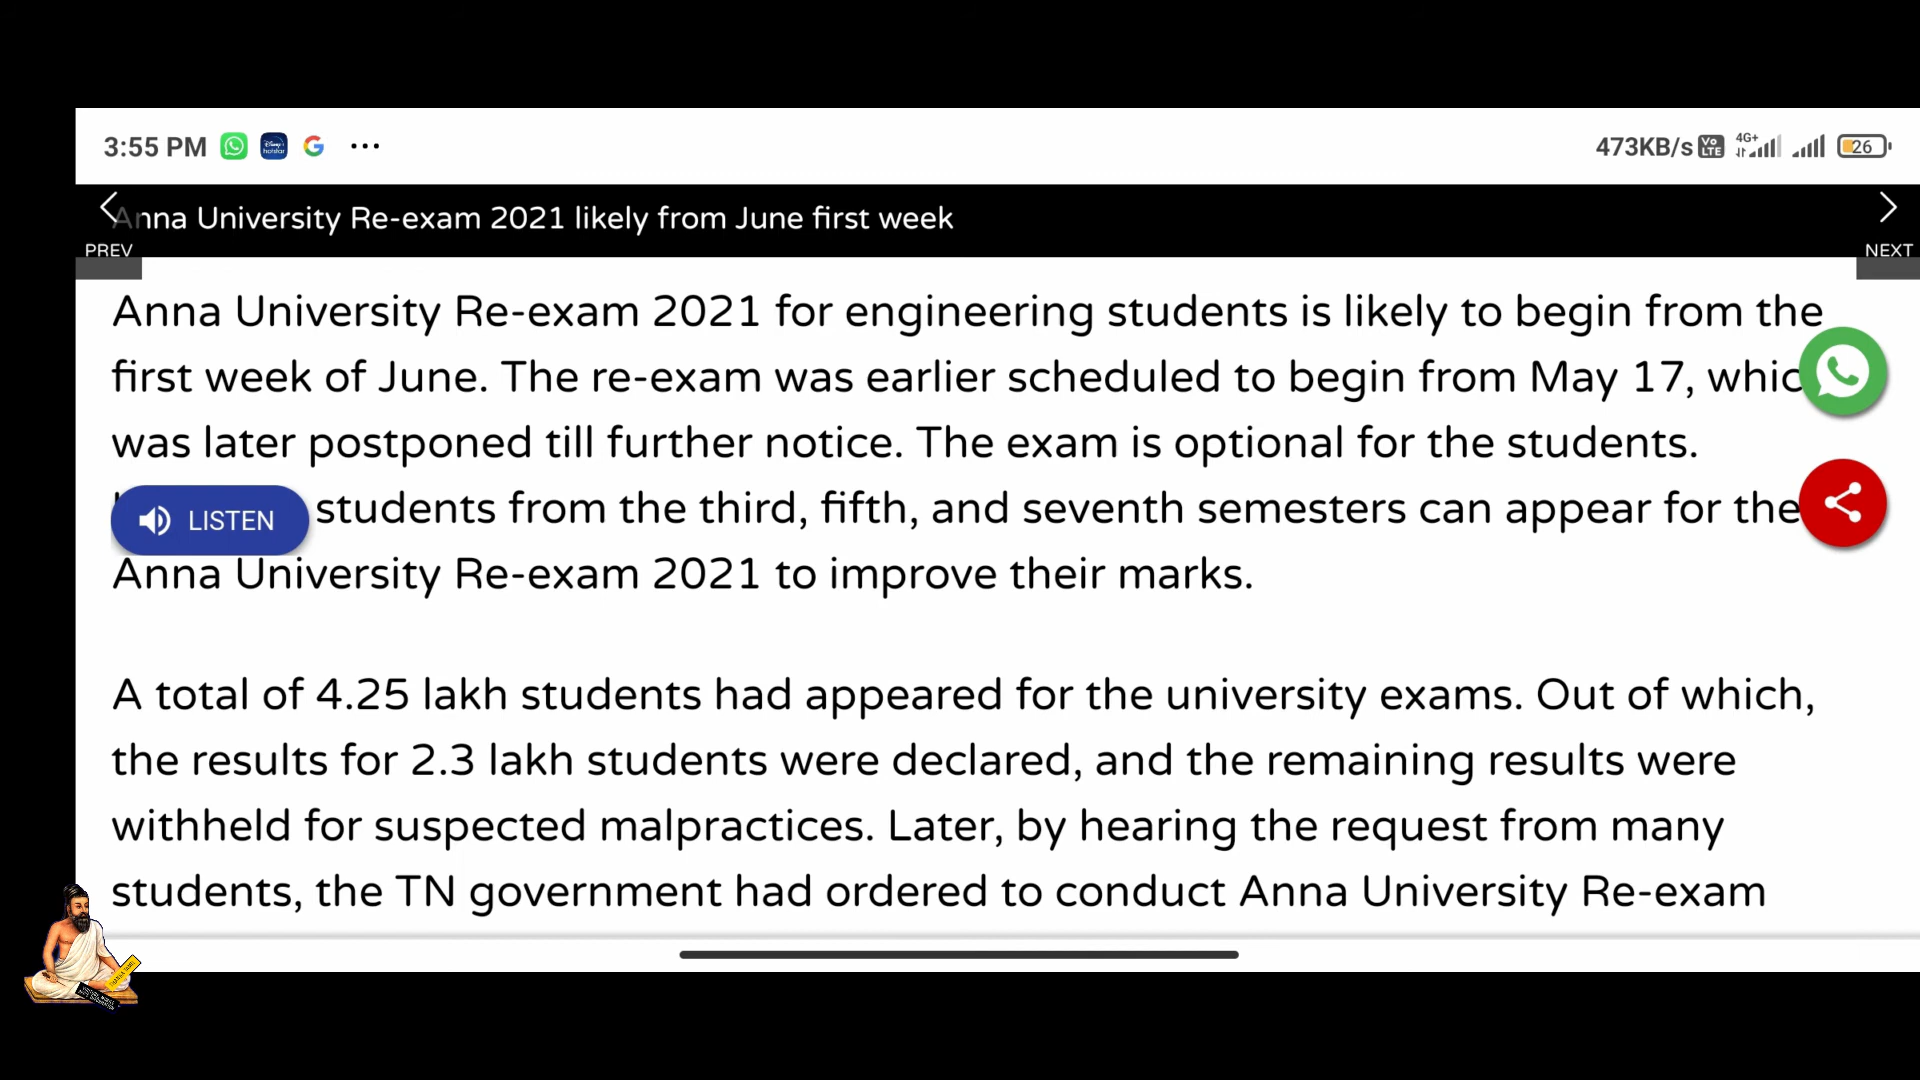 3:55 PM
473KB/s Vo LTE 4G+ 26
Anna University Re-exam 2021 likely from June first week
PREV
NEXT
Anna University Re-exam 2021 for engineering students is likely to begin from the
first week of June. The re-exam was earlier scheduled to begin from May 17, whic
was later postponed till further notice. The exam is optional for the students.
LISTEN
students from the third, fifth, and seventh semesters can appear for the
Anna University Re-exam 2021 to improve their marks.
A total of 4.25 lakh students had appeared for the university exams. Out of which,
the results for 2.3 lakh students were declared, and the remaining results were
withheld for suspected malpractices. Later, by hearing the request from many
students, the TN government had ordered to conduct Anna University Re-exam